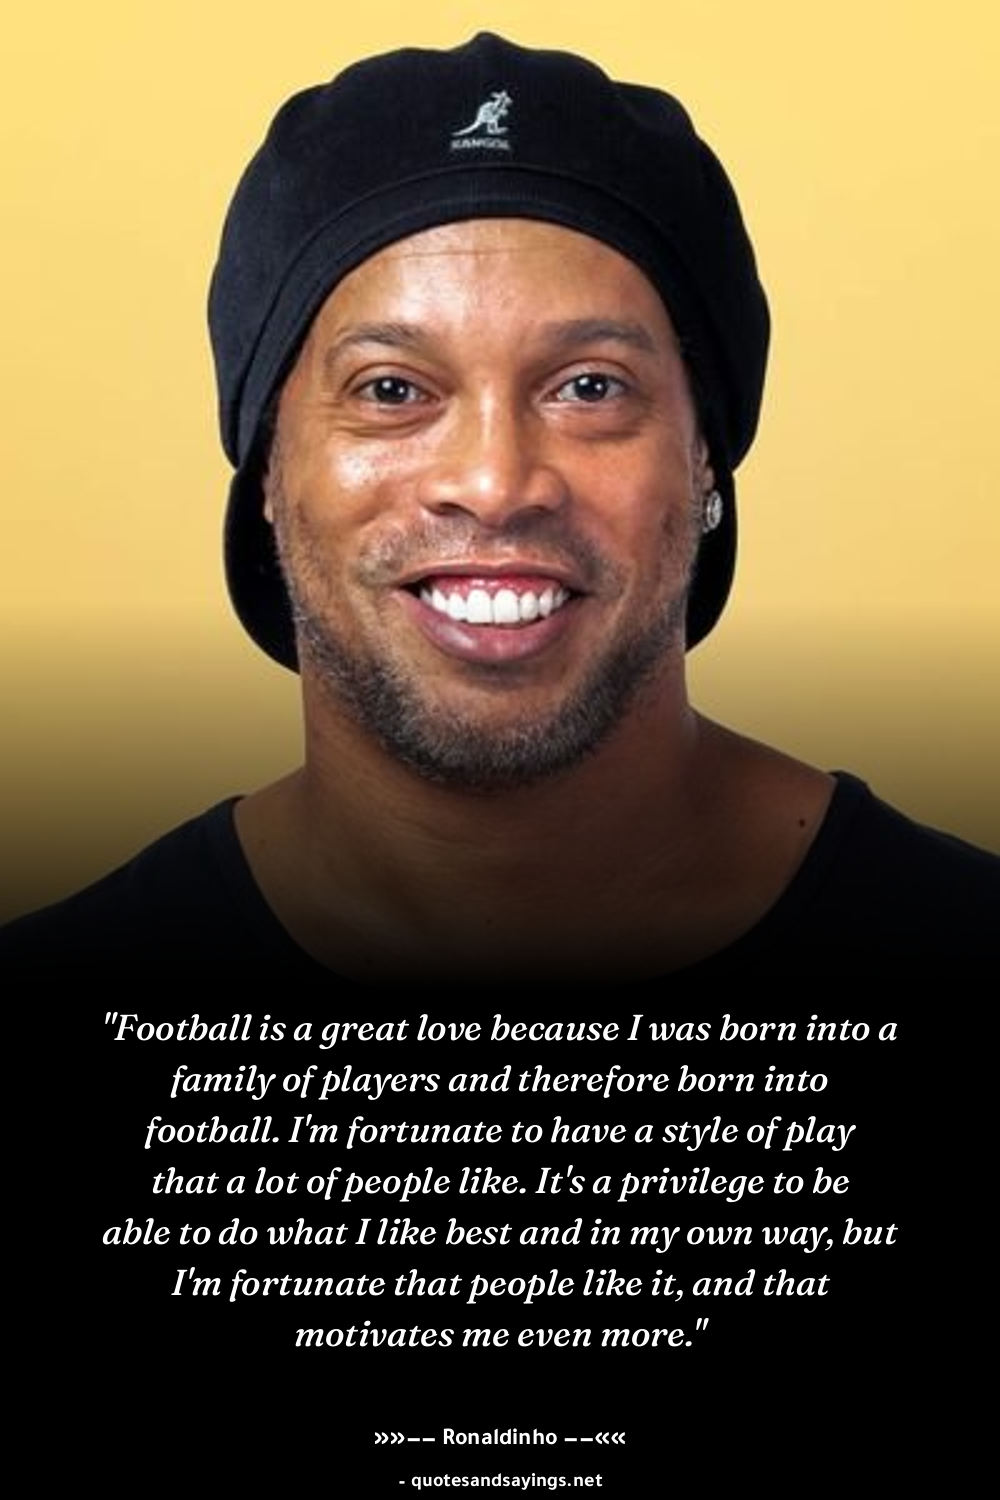 KANGOL
"Football is a great love because I was born into a
family of players and therefore born into
football. I'm fortunate to have a style of play
that a lot of people like. It's a privilege to be
able to do what I like best and in my own way, but
I'm fortunate that people like it, and that
motivates me even more."
»»−− Ronaldinho −−««
- quotesandsayings.net